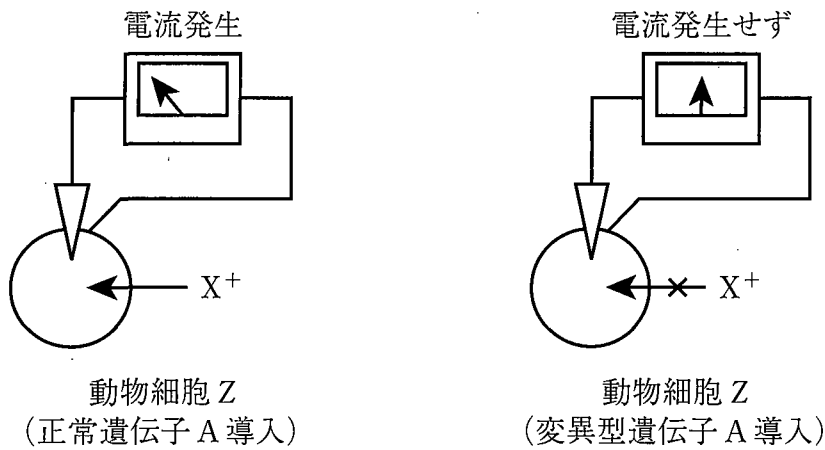 電流発生
電流発生せず
X⁺
X⁺
動物細胞 Z
(正常遺伝子 A 導入)
動物細胞 Z
(変異型遺伝子 A 導入)